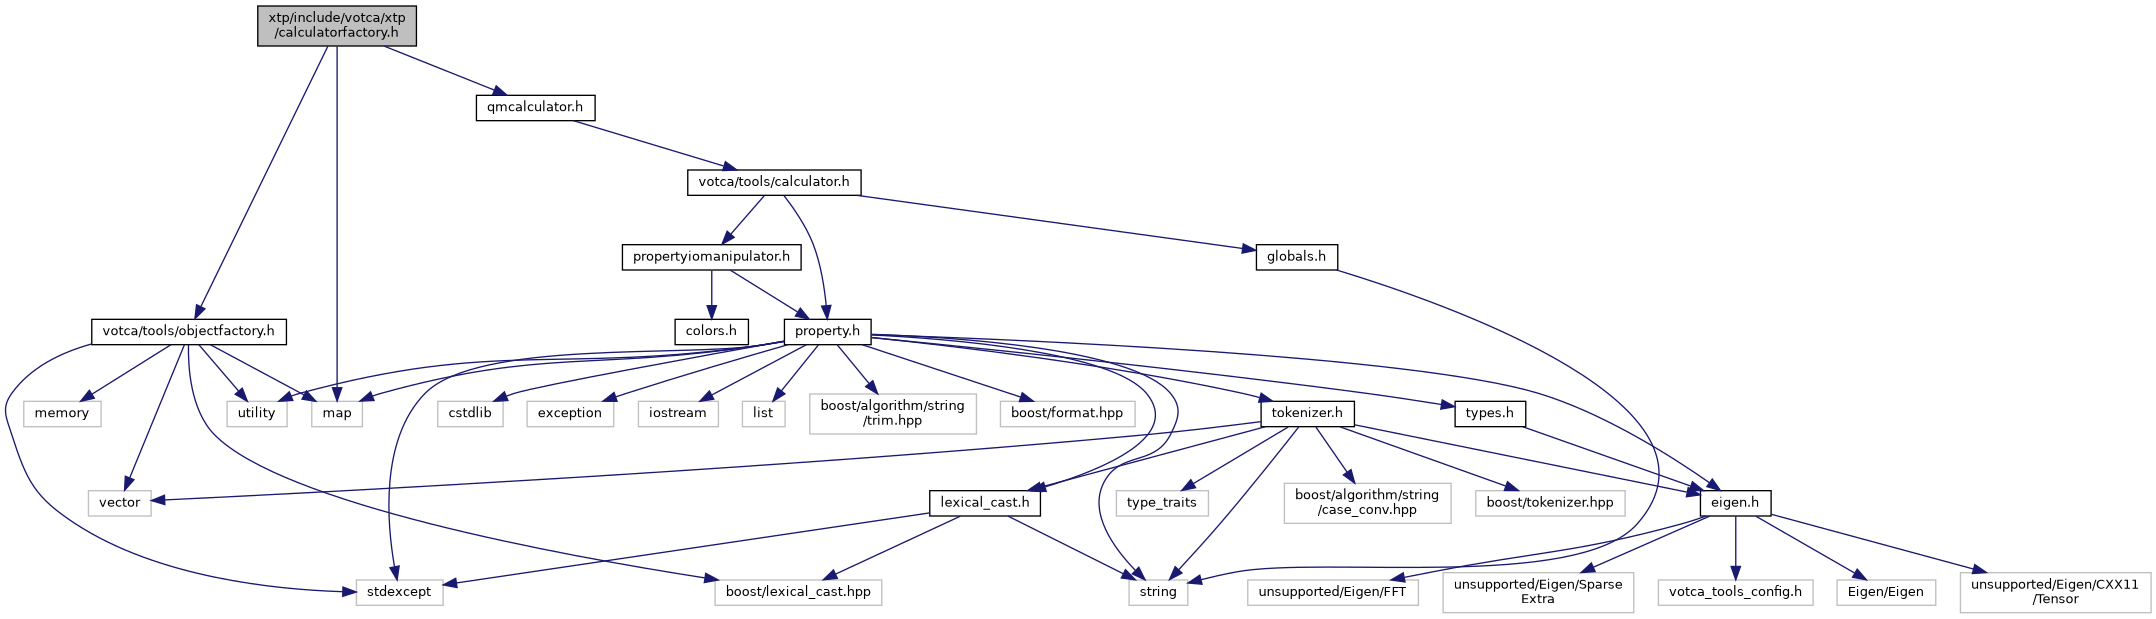 xtp/include/votca/xtp
/calculatorfactory.h
qmcalculator.h
votca/tools/calculator.h
propertyiomanipulator.h
globals.h
votca/tools/objectfactory.h
colors.h
property.h
memory
utility
map
cstdlib
exception
iostream
list
boost/algorithm/string
/trim.hpp
boost/format.hpp
tokenizer.h
types.h
vector
lexical_cast.h
type_traits
boost/algorithm/string
/case_conv.hpp
boost/tokenizer.hpp
eigen.h
stdexcept
boost/lexical_cast.hpp
string
unsupported/Eigen/FFT
unsupported/Eigen/Sparse
Extra
votca_tools_config.h
Eigen/Eigen
unsupported/Eigen/CXX11
/Tensor